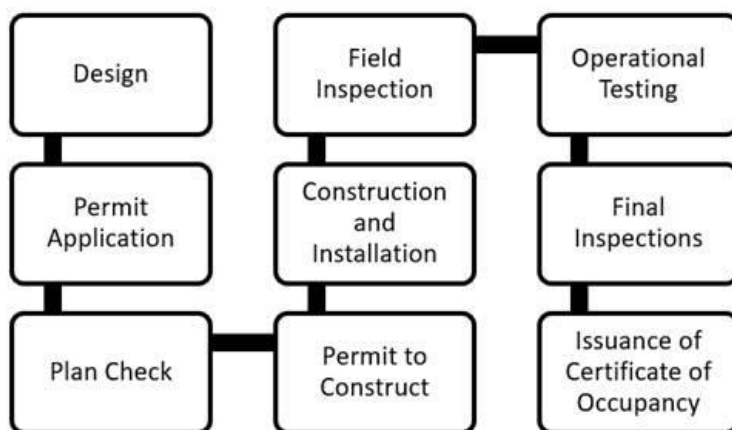 Design
Permit
Application
Plan Check
Permit to
Construct
Construction
and
Installation
Field
Inspection
Operational
Testing
Final
Inspections
Issuance of
Certificate of
Occupancy